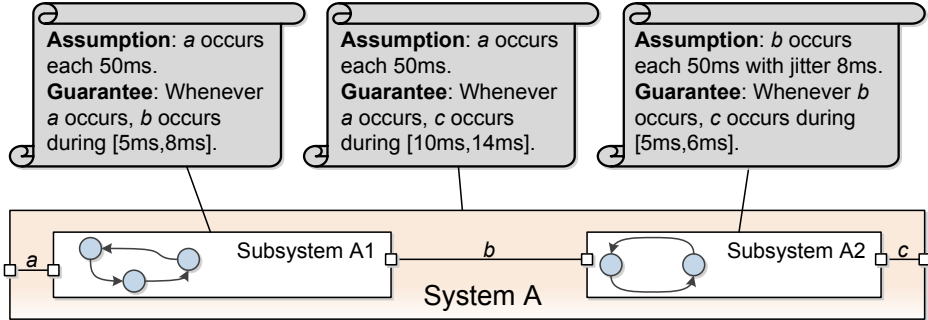 Assumption: a occurs
each 50ms.
Guarantee: Whenever
a occurs, b occurs
during [5ms,8ms].
Assumption: a occurs
each 50ms.
Guarantee: Whenever
a occurs, c occurs
during [10ms,14ms].
Assumption: b occurs
each 50ms with jitter 8ms.
Guarantee: Whenever b
occurs, c occurs during
[5ms,6ms].
a
Subsystem A1
b
Subsystem A2
c
System A